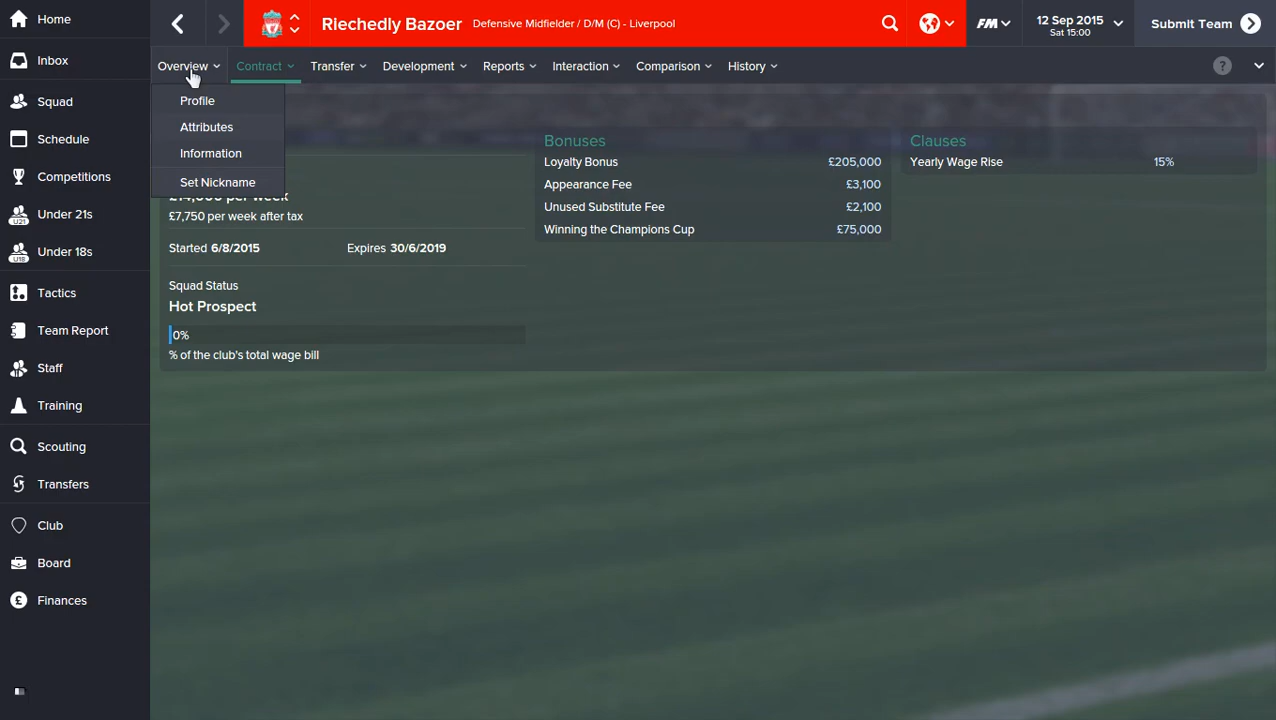 Home
Riechedly Bazoer Defensive Midfielder / D/M (C) - Liverpool
FM
12 Sep 2015
Sat 15:00
Submit Team
Overview Contract Transfer Development Reports Interaction Comparison History ?
Inbox
Squad
Schedule
Competitions
Under 21s
U21
Under 18s
U18
Tactics
Team Report
Staff
Training
Scouting
Transfers
Club
Board
£ Finances
Profile
Attributes
Information
Set Nickname
£7,750 per week after tax
Started 6/8/2015 Expires 30/6/2019
Squad Status
Hot Prospect
0%
% of the club's total wage bill
Bonuses
Loyalty Bonus £205,000
Appearance Fee £3,100
Unused Substitute Fee £2,100
Winning the Champions Cup £75,000
Clauses
Yearly Wage Rise 15%